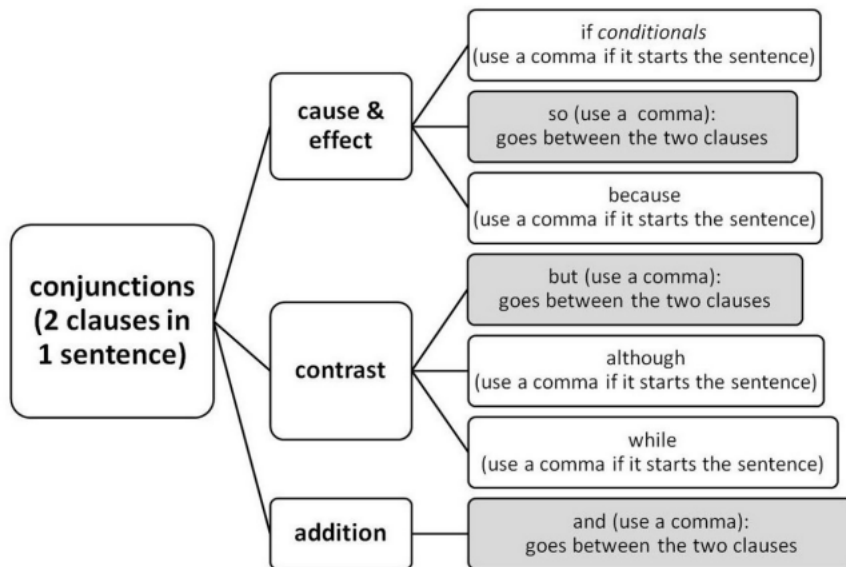 conjunctions
(2 clauses in
1 sentence)
cause &
effect
if conditionals
(use a comma if it starts the sentence)
so (use a comma):
goes between the two clauses
because
(use a comma if it starts the sentence)
contrast
but (use a comma):
goes between the two clauses
although
(use a comma if it starts the sentence)
while
(use a comma if it starts the sentence)
addition
and (use a comma):
goes between the two clauses